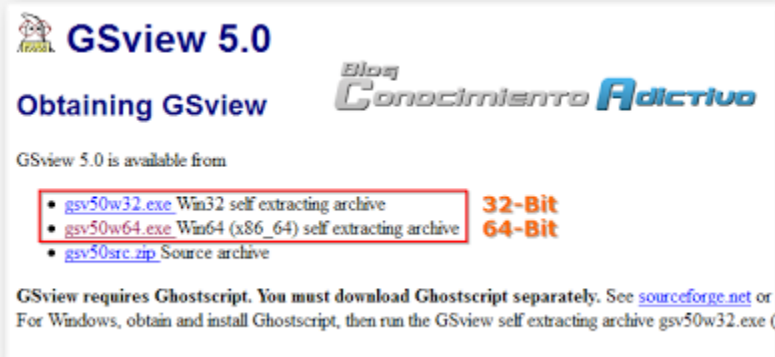 GSview 5.0
Blog
Conocimiento Adictivo
Obtaining GSview
GSview 5.0 is available from
• gsv50w32.exe Win32 self extracting archive 32-Bit
• gsv50w64.exe Win64 (x86_64) self extracting archive 64-Bit
• gsv50src.zip Source archive
GSview requires Ghostscript. You must download Ghostscript separately. See sourceforge.net or
For Windows, obtain and install Ghostscript, then run the GSview self extracting archive gsv50w32.exe (